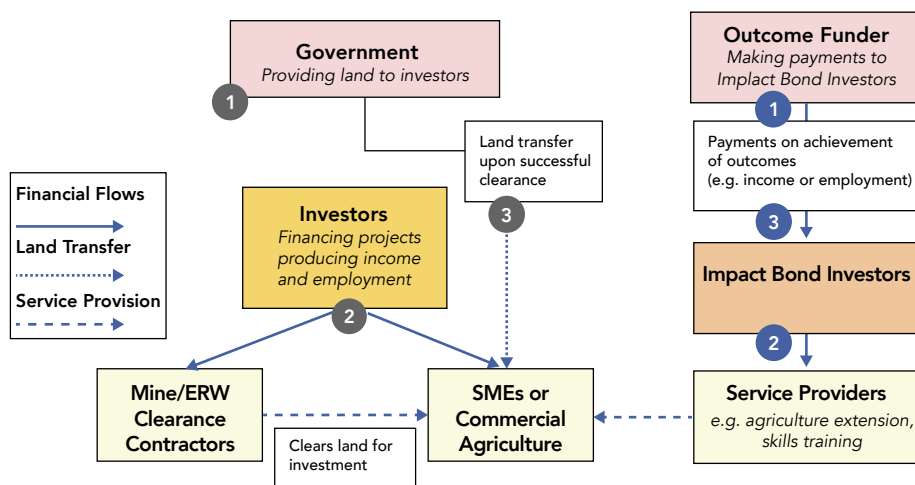 Government
Providing land to investors
1
Outcome Funder
Making payments to
Implact Bond Investors
1
Land transfer
upon successful
clearance
3
Payments on achievement
of outcomes
(e.g. income or employment)
3
Financial Flows
Land Transfer
Service Provision
Investors
Financing projects
producing income
and employment
2
Impact Bond Investors
2
Mine/ERW
Clearance
Contractors
Clears land for
investment
SMEs or
Commercial
Agriculture
Service Providers
e.g. agriculture extension,
skills training